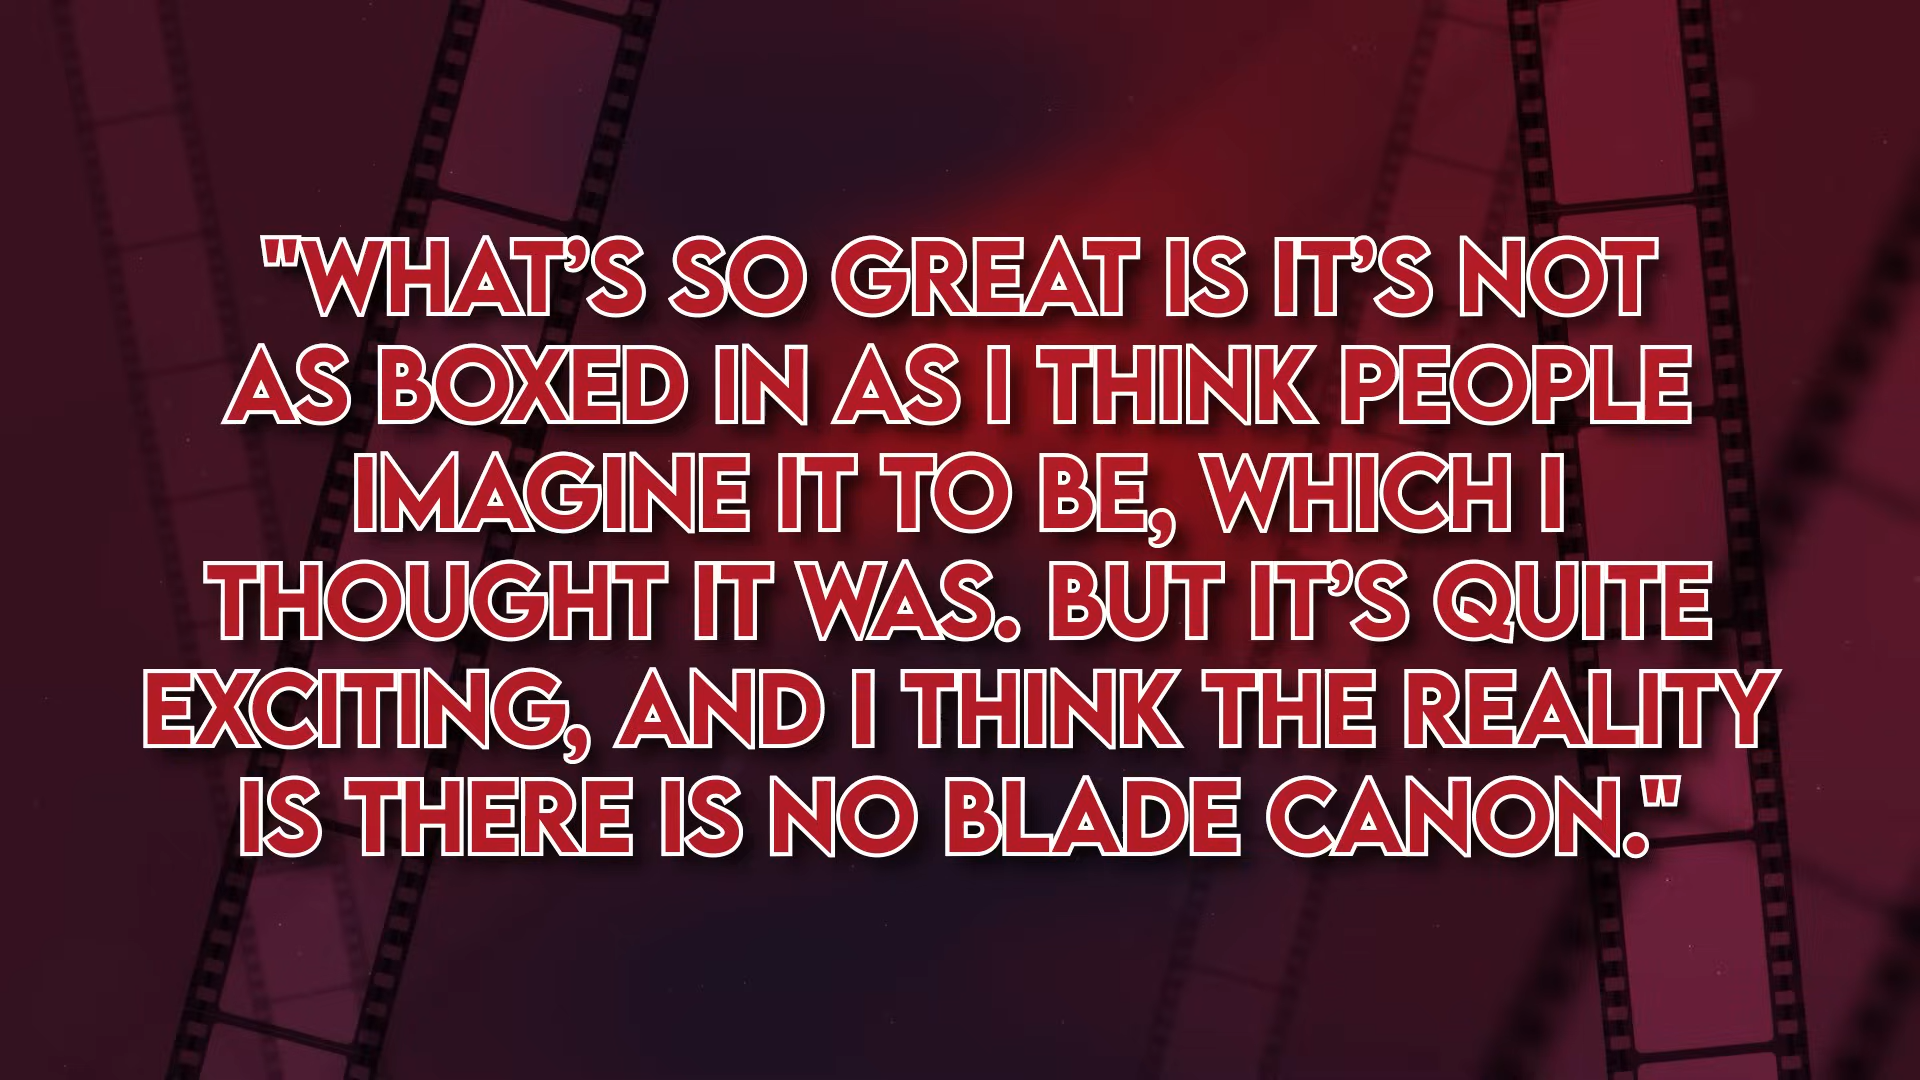 "WHAT’S SO GREAT IS IT’S NOT
AS BOXED IN AS I THINK PEOPLE
IMAGINE IT TO BE, WHICH I
THOUGHT IT WAS. BUT IT’S QUITE
EXCITING, AND I THINK THE REALITY
IS THERE IS NO BLADE CANON."